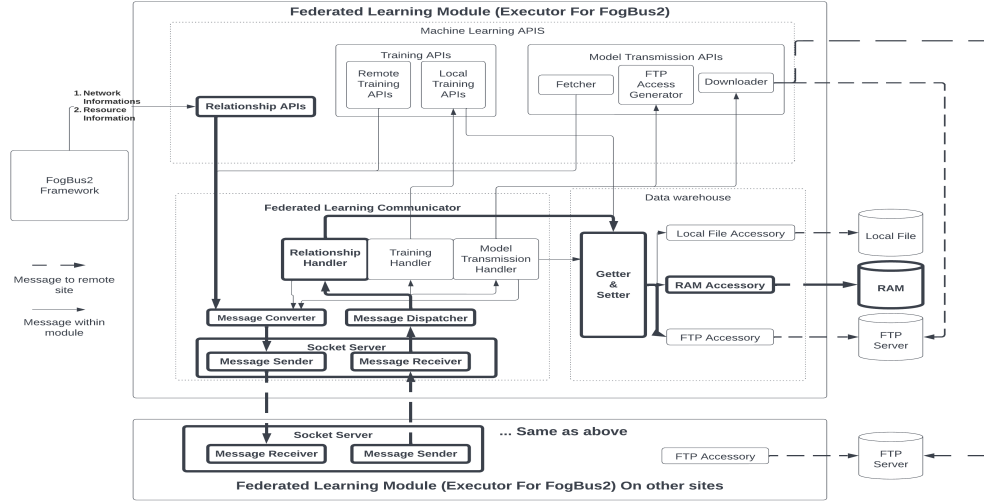 Federated Learning Module (Executor For FogBus2)
Machine Learning APIS
Training APIs
Remote
Training
APIs
Local
Training
APIs
Model Transmission APIs
Fetcher
FTP
Access
Generator
Downloader
1. Network
Informations
2. Resource
Information
Relationship APIs
FogBus2
Framework
Federated Learning Communicator
Relationship
Handler
Training
Handler
Model
Transmission
Handler
Data warehouse
Getter
&
Setter
Local File Accessory
RAM Accessory
FTP Accessory
Local File
RAM
FTP
Server
Message to remote
site
Message within
module
Message Converter
Message Dispatcher
Socket Server
Message Sender
Message Receiver
Socket Server
... Same as above
Message Receiver
Message Sender
FTP Accessory
FTP
Server
Federated Learning Module (Executor For FogBus2) On other sites